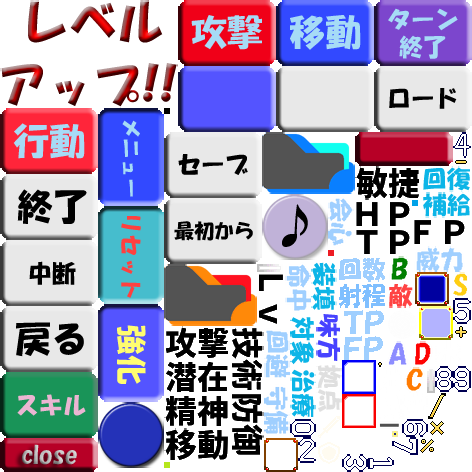 レベル
アップ!!
攻撃
移動
ターン
終了
ロード
行動
メニュー
セーブ
敏捷
回復
補給
終了
リセット
最初から
♪
会心
HP
TP
FP
中断
Lv
命中
装填
回数
射程
B
敵
威力
S
戻る
強化
攻撃
潜在
精神
移動
技術
防御
回避
守備
対象
治療
味方
拠点
TP
FP
A
D
C
スキル
close